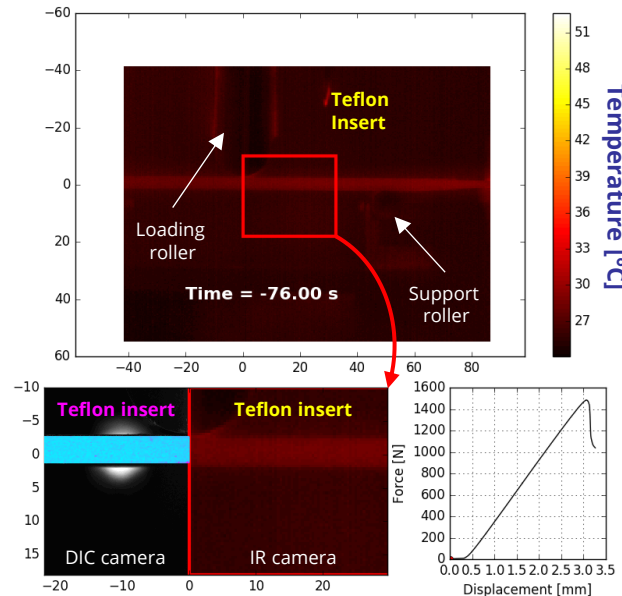 −60
−40
−20
0
20
40
60
−40 −20 0 20 40 60 80
Teflon
Insert
Loading
roller
Support
roller
Time = -76.00 s
51
48
45
42
39
36
33
30
27
Temperature [°C]
−10
−5
0
5
10
15
−20 −10 0 10 20
Teflon insert
Teflon insert
DIC camera
IR camera
1600
1400
1200
1000
800
600
400
200
0
Force [N]
0.0 0.5 1.0 1.5 2.0 2.5 3.0 3.5
Displacement [mm]